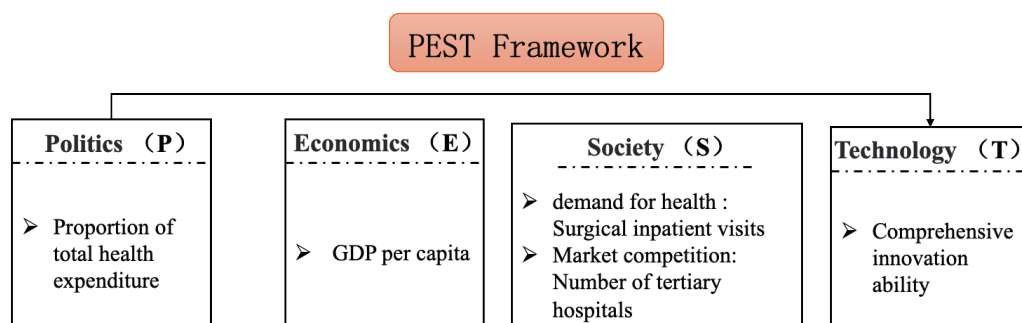 PEST Framework
Politics （P）
➢ Proportion of
total health
expenditure
Economics （E）
➢ GDP per capita
Society （S）
➢ demand for health :
Surgical inpatient visits
➢ Market competition:
Number of tertiary
hospitals
Technology （T）
➢ Comprehensive
innovation
ability